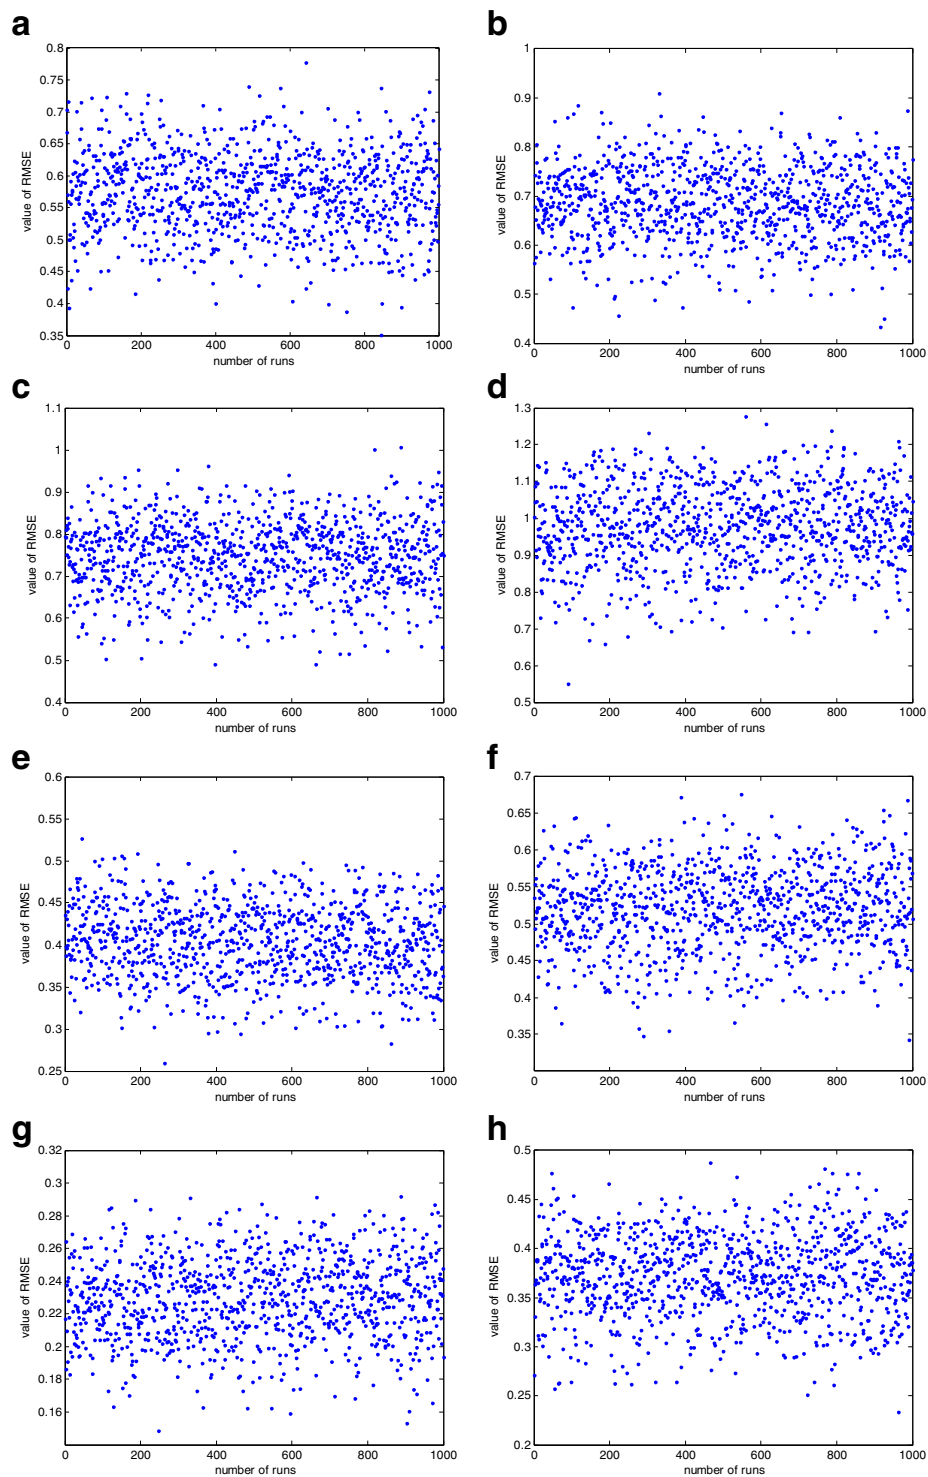 a
0.8
0.75
0.7
0.65
0.6
0.55
0.5
0.45
0.4
0.35
value of RMSE
0 200 400 600 800 1000
number of runs
b
1
0.9
0.8
0.7
0.6
0.5
0.4
value of RMSE
0 200 400 600 800 1000
number of runs
c
1.1
1
0.9
0.8
0.7
0.6
0.5
0.4
value of RMSE
0 200 400 600 800 1000
number of runs
d
1.3
1.2
1.1
1
0.9
0.8
0.7
0.6
0.5
value of RMSE
0 200 400 600 800 1000
number of runs
e
0.6
0.55
0.5
0.45
0.4
0.35
0.3
0.25
value of RMSE
0 200 400 600 800 1000
number of runs
f
0.7
0.65
0.6
0.55
0.5
0.45
0.4
0.35
value of RMSE
0 200 400 600 800 1000
number of runs
g
0.32
0.3
0.28
0.26
0.24
0.22
0.2
0.18
0.16
value of RMSE
0 200 400 600 800 1000
number of runs
h
0.5
0.45
0.4
0.35
0.3
0.25
0.2
value of RMSE
0 200 400 600 800 1000
number of runs